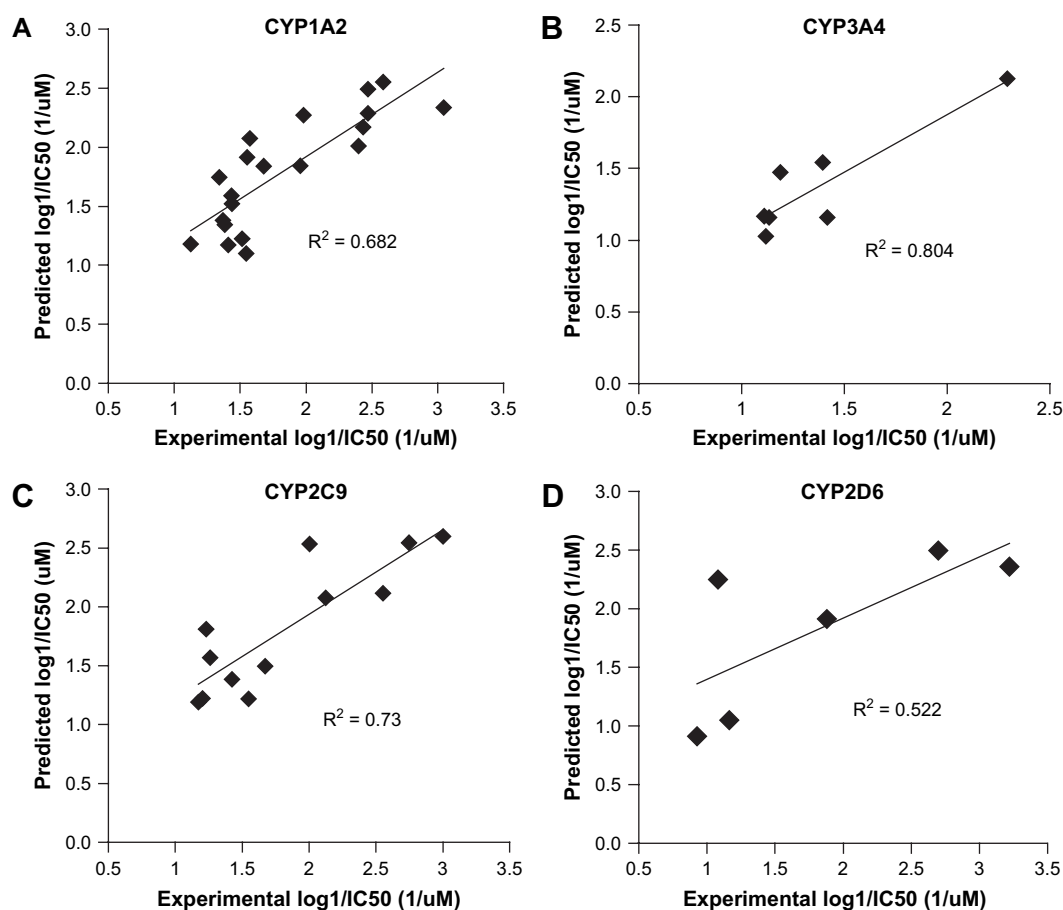 A
CYP1A2
Predicted log1/IC50 (1/uM)
3.0
2.5
2.0
1.5
1.0
0.5
0.0
R² = 0.682
0.5 1 1.5 2 2.5 3 3.5
Experimental log1/IC50 (1/uM)
B
CYP3A4
Predicted log1/IC50 (1/uM)
2.5
2.0
1.5
1.0
0.5
0.0
R² = 0.804
0.5 1 1.5 2 2.5
Experimental log1/IC50 (1/uM)
C
CYP2C9
Predicted log1/IC50 (uM)
3.0
2.5
2.0
1.5
1.0
0.5
0.0
R² = 0.73
0.5 1 1.5 2 2.5 3 3.5
Experimental log1/IC50 (1/uM)
D
CYP2D6
Predicted log1/IC50 (1/uM)
3.0
2.5
2.0
1.5
1.0
0.5
0.0
R² = 0.522
0.5 1 1.5 2 2.5 3 3.5
Experimental log1/IC50 (1/uM)